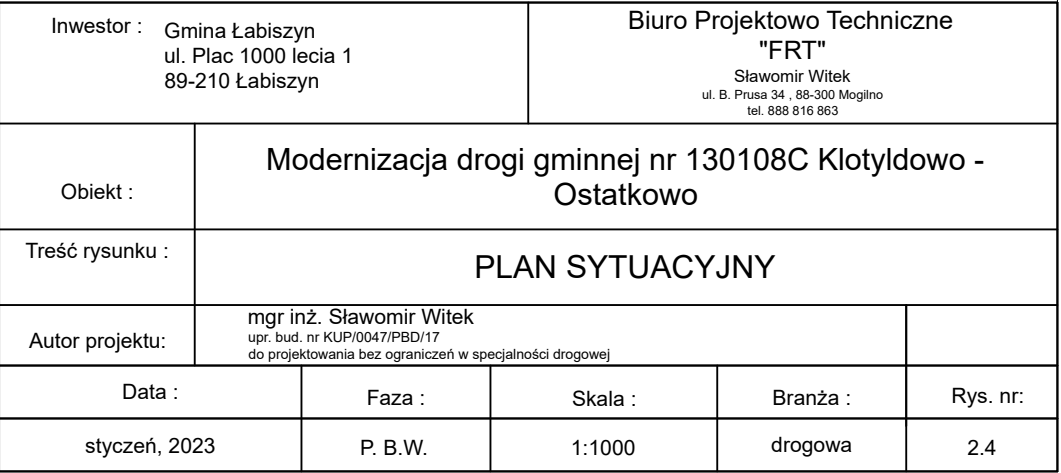 Inwestor :
Gmina Łabiszyn
ul. Plac 1000 lecia 1
89-210 Łabiszyn
Biuro Projektowo Techniczne
"FRT"
Sławomir Witek
ul. B. Prusa 34 , 88-300 Mogilno
tel. 888 816 863
Obiekt :
Modernizacja drogi gminnej nr 130108C Klotyldowo -
Ostatkowo
Treść rysunku :
PLAN SYTUACYJNY
Autor projektu:
mgr inż. Sławomir Witek
upr. bud. nr KUP/0047/PBD/17
do projektowania bez ograniczeń w specjalności drogowej
Data : Faza : Skala : Branża : Rys. nr:
styczeń, 2023 P. B.W. 1:1000 drogowa 2.4